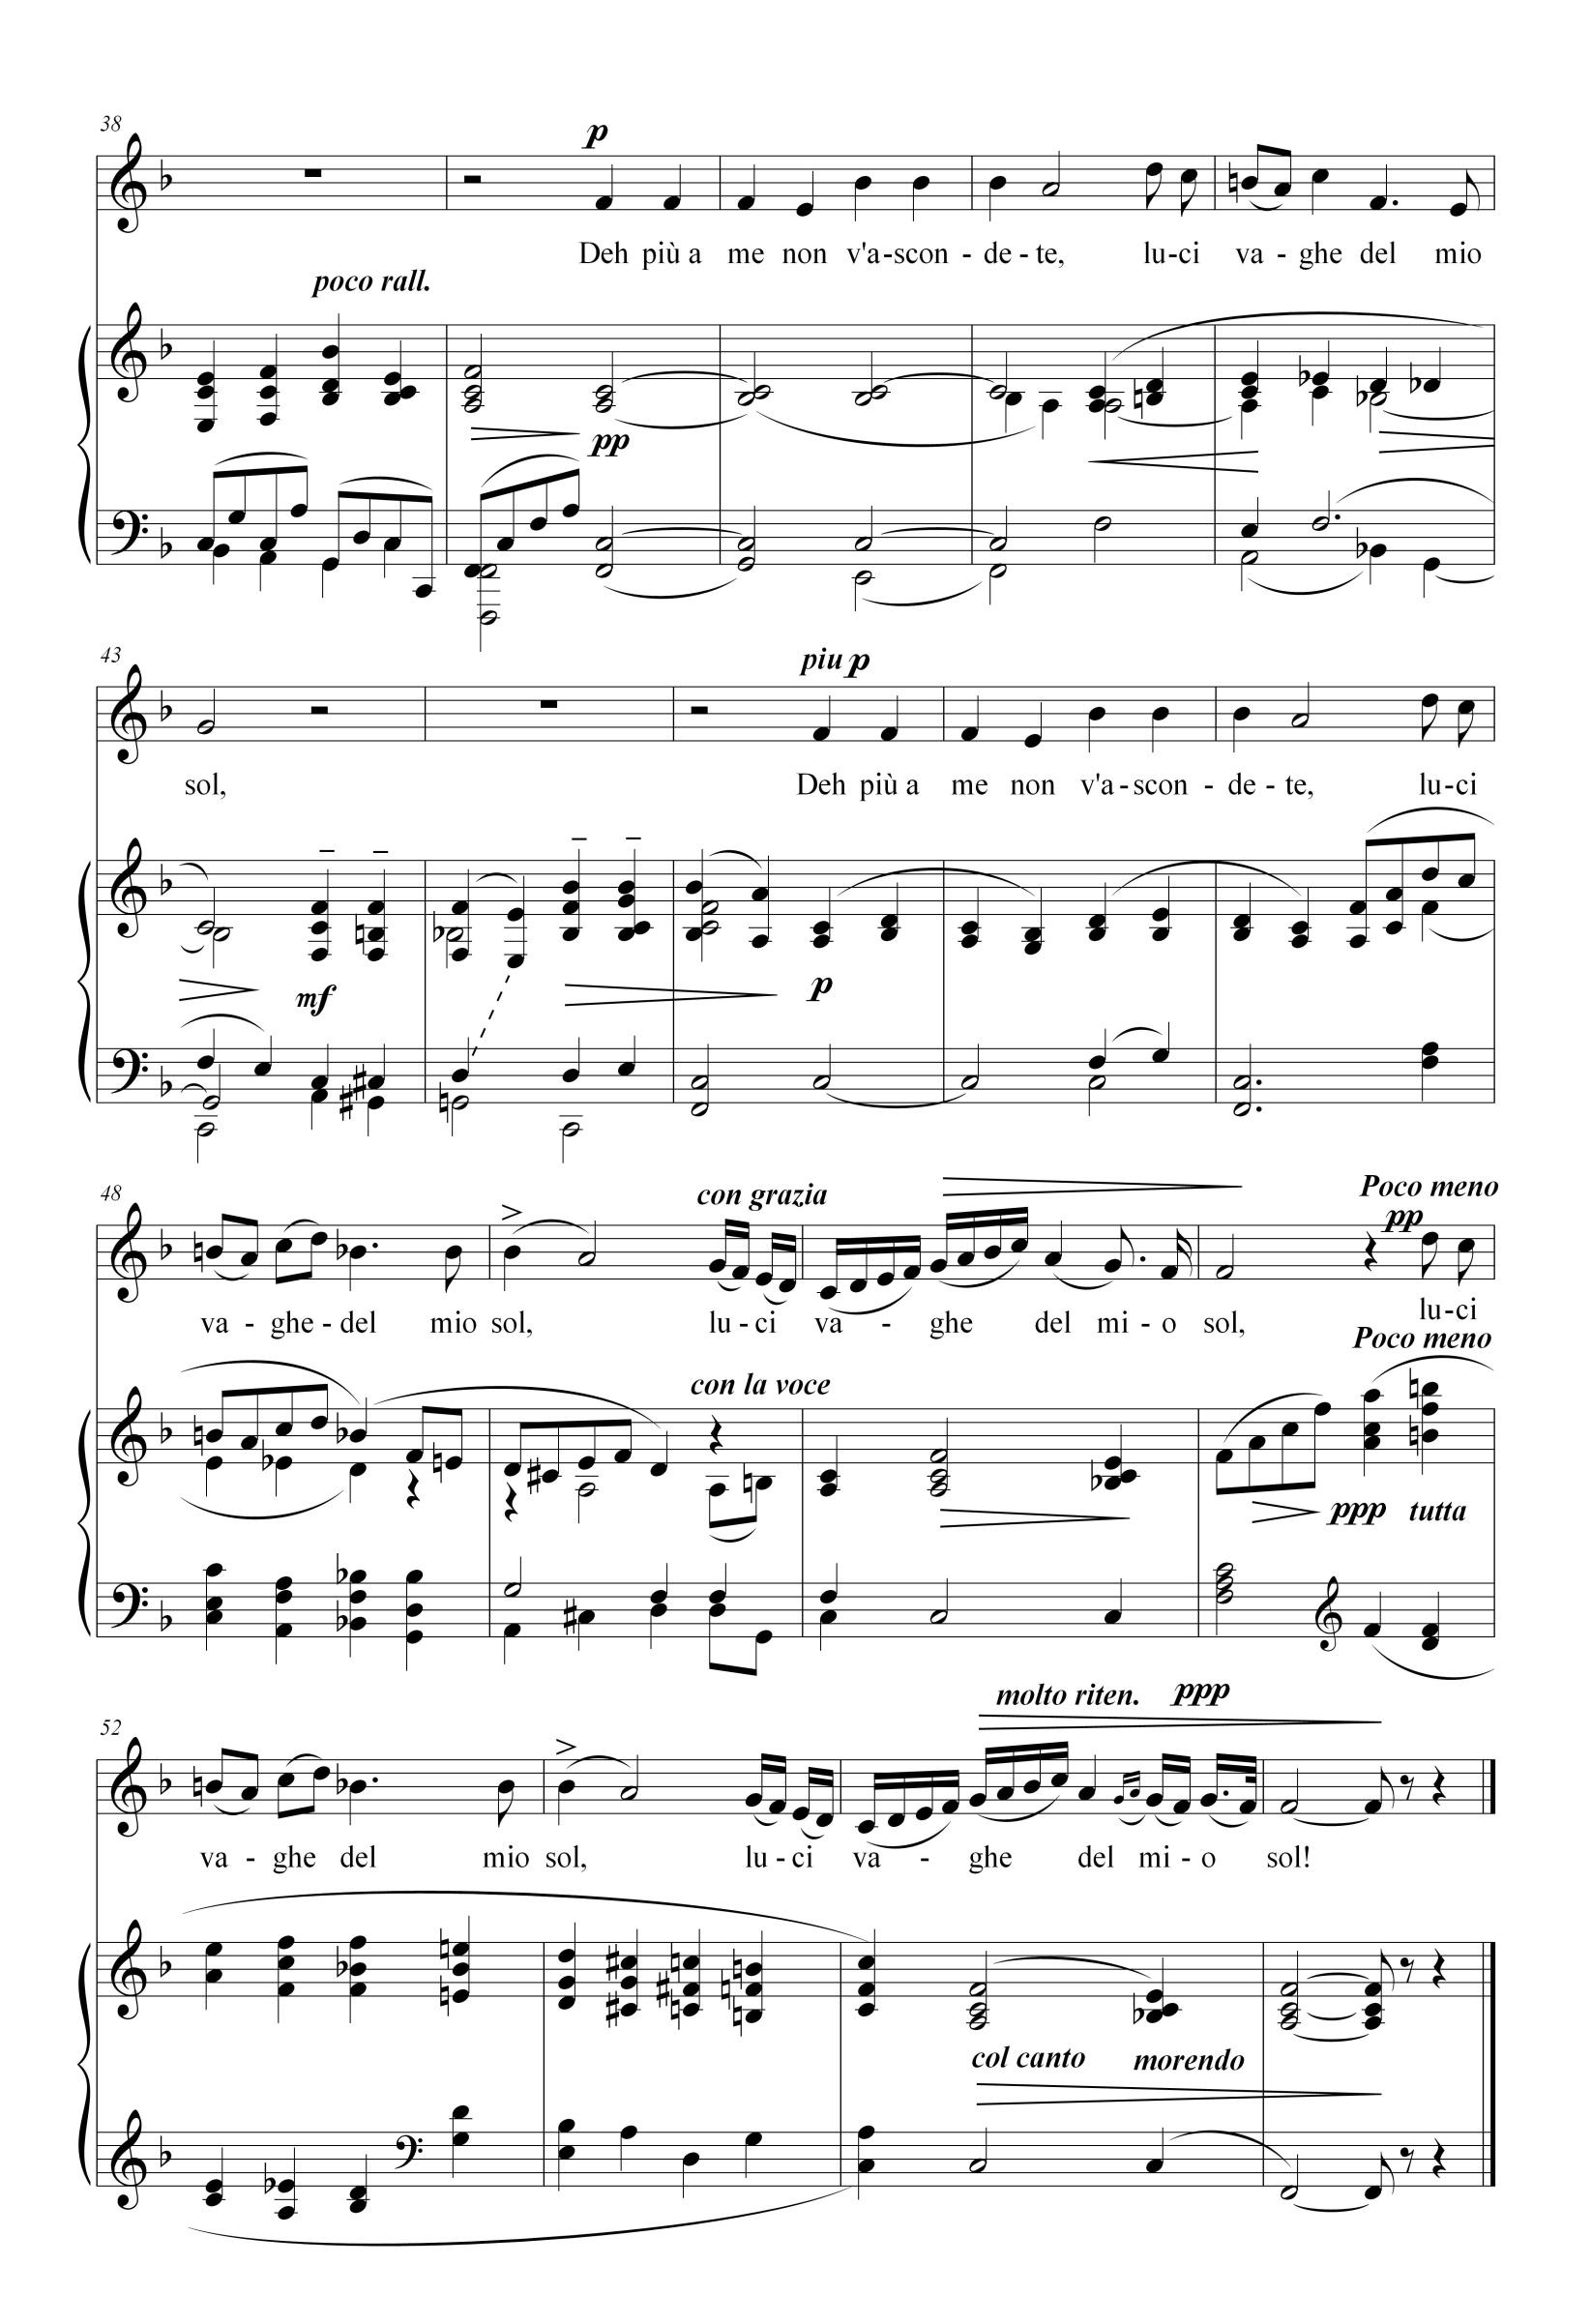 38
p
Deh più a me non v'a-scon - de - te, lu-ci va - ghe del mio
poco rall.
pp
43
piu p
sol, Deh più a me non v'a-scon - de - te, lu-ci
mf
p
48
con grazia
Poco meno
pp
va - ghe - del mio sol, lu - ci va - ghe del mi - o sol, lu-ci
Poco meno
con la voce
ppp tutta
52
molto riten. ppp
va - ghe del mio sol, lu - ci va - ghe del mi - o sol!
col canto morendo